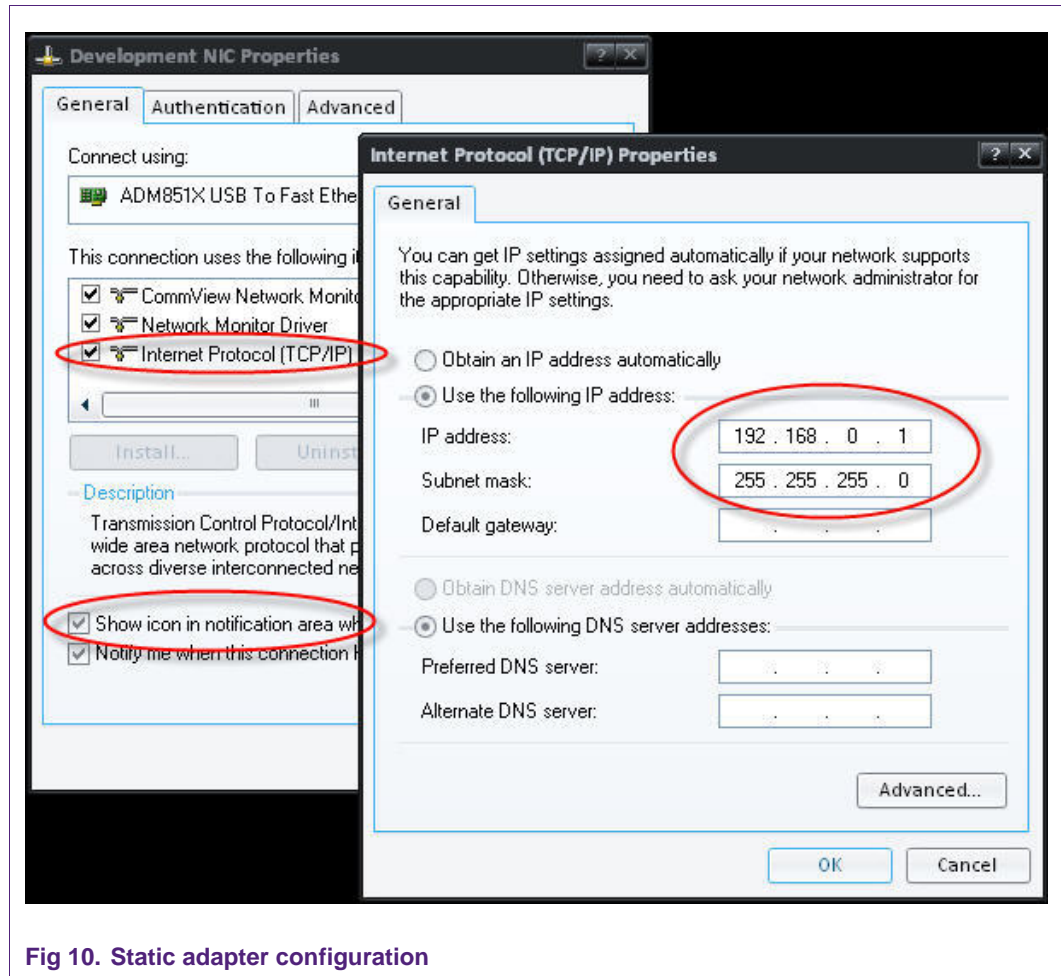 Development NIC Properties
General Authentication Advanced
Connect using:
ADM851X USB To Fast Ethe
This connection uses the following i
CommView Network Monito
Network Monitor Driver
Internet Protocol (TCP/IP)
Install... Uninst
Description
Transmission Control Protocol/Int
wide area network protocol that p
across diverse interconnected ne
Show icon in notification area wh
Notify me when this connection h
Internet Protocol (TCP/IP) Properties
General
You can get IP settings assigned automatically if your network supports
this capability. Otherwise, you need to ask your network administrator for
the appropriate IP settings.
Obtain an IP address automatically
Use the following IP address:
IP address: 192 . 168 . 0 . 1
Subnet mask: 255 . 255 . 255 . 0
Default gateway: . . .
Obtain DNS server address automatically
Use the following DNS server addresses:
Preferred DNS server: . . .
Alternate DNS server: . . .
Advanced...
OK Cancel
Fig 10. Static adapter configuration